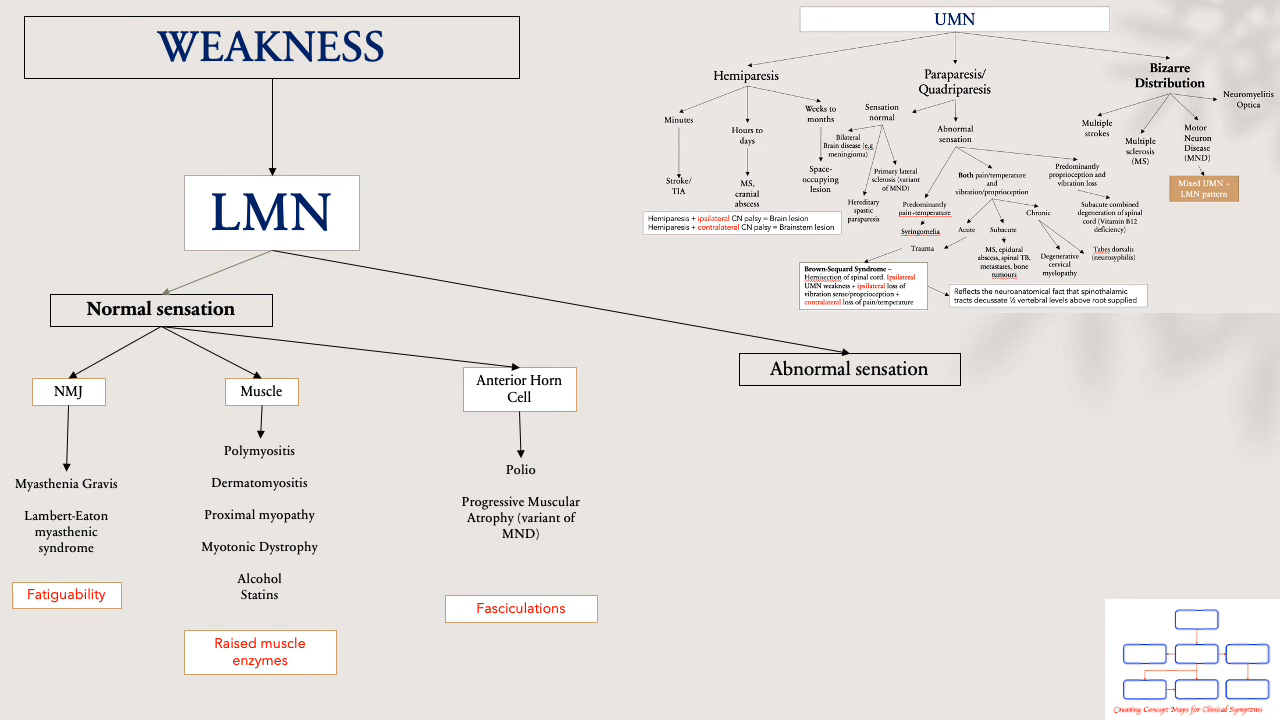 WEAKNESS
LMN
Normal sensation
NMJ
Myasthenia Gravis
Lambert-Eaton
myasthenic
syndrome
Fatiguability
Muscle
Polymyositis
Dermatomyositis
Proximal myopathy
Myotonic Dystrophy
Alcohol
Statins
Raised muscle
enzymes
Anterior Horn
Cell
Polio
Progressive Muscular
Atrophy (variant of
MND)
Fasciculations
Abnormal sensation
UMN
Hemiparesis
Minutes
Stroke/
TIA
Hours to
days
MS,
cranial
abscess
Weeks to
months
Space-
occupying
lesion
Hemiparesis + ipsilateral CN palsy = Brain lesion
Hemiparesis + contralateral CN palsy = Brainstem lesion
Paraparesis/
Quadriparesis
Sensation
normal
Bilateral
Brain disease (e.g
meningioma)
Hereditary
spastic
paraparesis
Primary lateral
sclerosis (variant
of MND)
Abnormal
sensation
Predominantly
pain+temperature
Syringomelia
Both pain/temperature
and
vibration/proprioception
Acute
Trauma
Subacute
MS, epidural
abscess, spinal TB,
metastases, bone
tumours
Chronic
Degenerative
cervical
myelopathy
Tabes dorsalis
(neurosyphilis)
Predominantly
proprioception and
vibration loss
Subacute combined
degeneration of spinal
cord (Vitamin B12
deficiency)
Brown-Sequard Syndrome –
Hemisection of spinal cord. Ipsilateral
UMN weakness + ipsilateral loss of
vibration sense/proprioception +
contralateral loss of pain/temperature
Reflects the neuroanatomical fact that spinothalamic
tracts decussate ½ vertebral levels above root supplied
Bizarre
Distribution
Multiple
strokes
Multiple
sclerosis
(MS)
Motor
Neuron
Disease
(MND)
Mixed UMN +
LMN pattern
Neuromyelitis
Optica
Creating Concept Maps for Clinical Symptoms